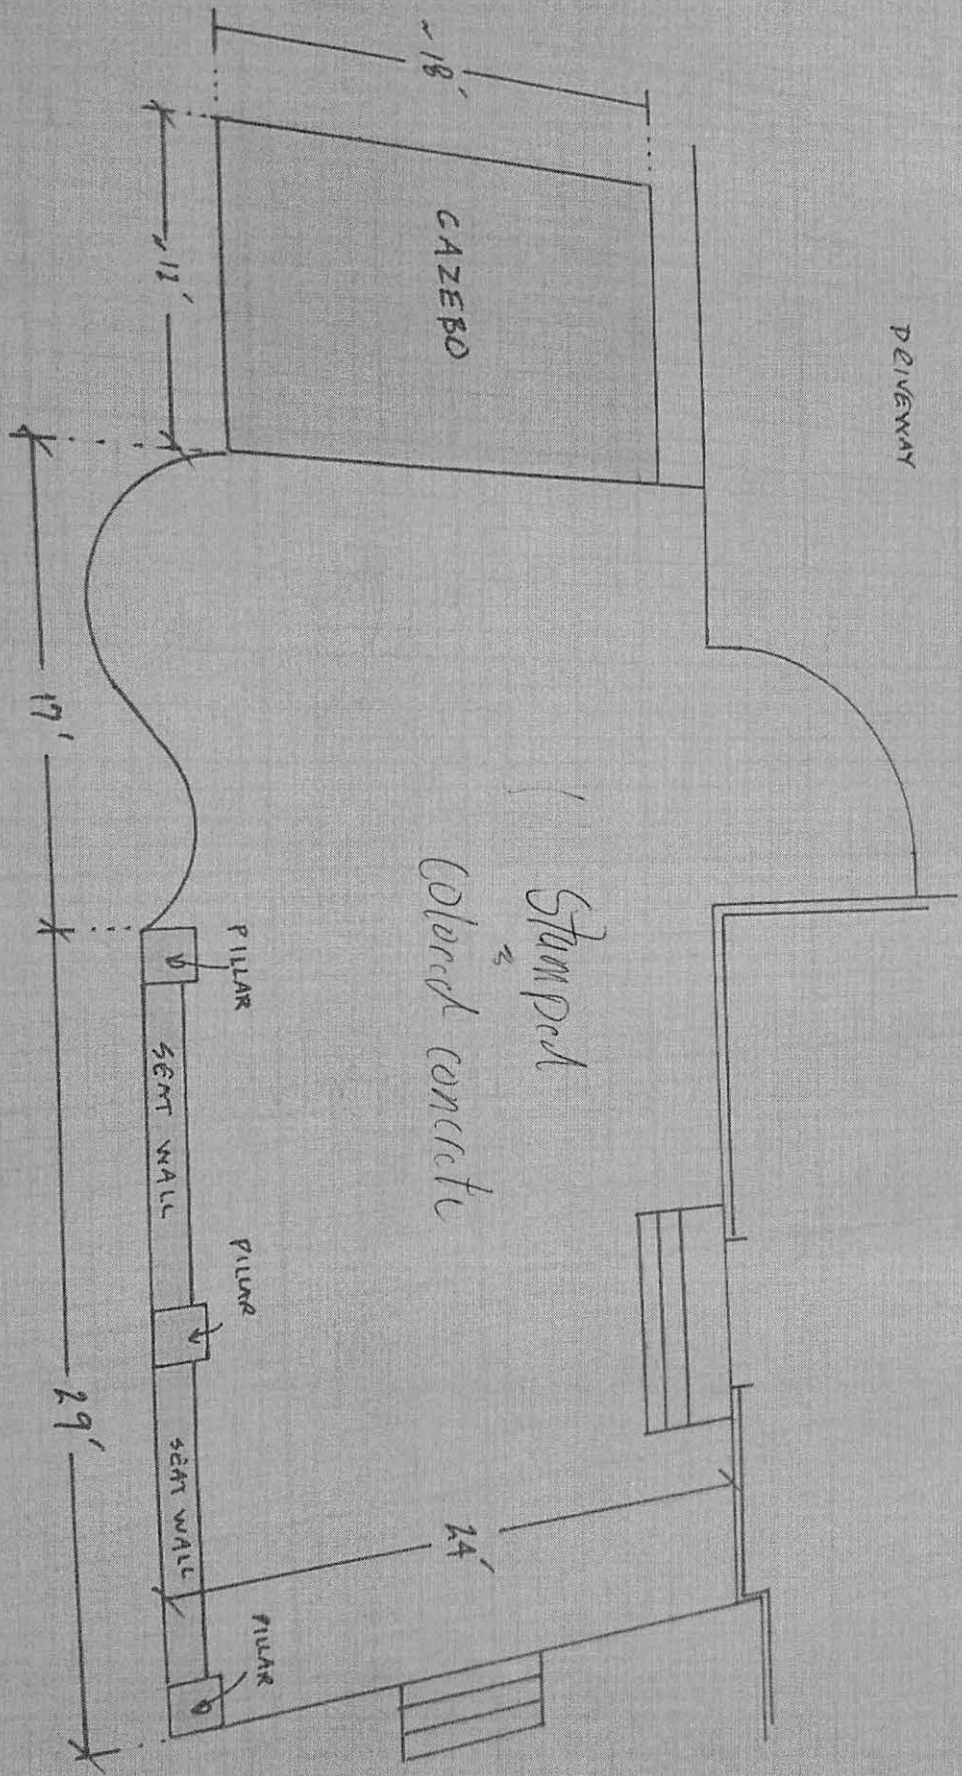 DRIVEWAY
Stamped
&
Colored concrete
GAZEBO
~18'
24'
PILLAR
PILLAR
PILLAR
SEAT WALL
SEAT WALL
~12'
17'
29'